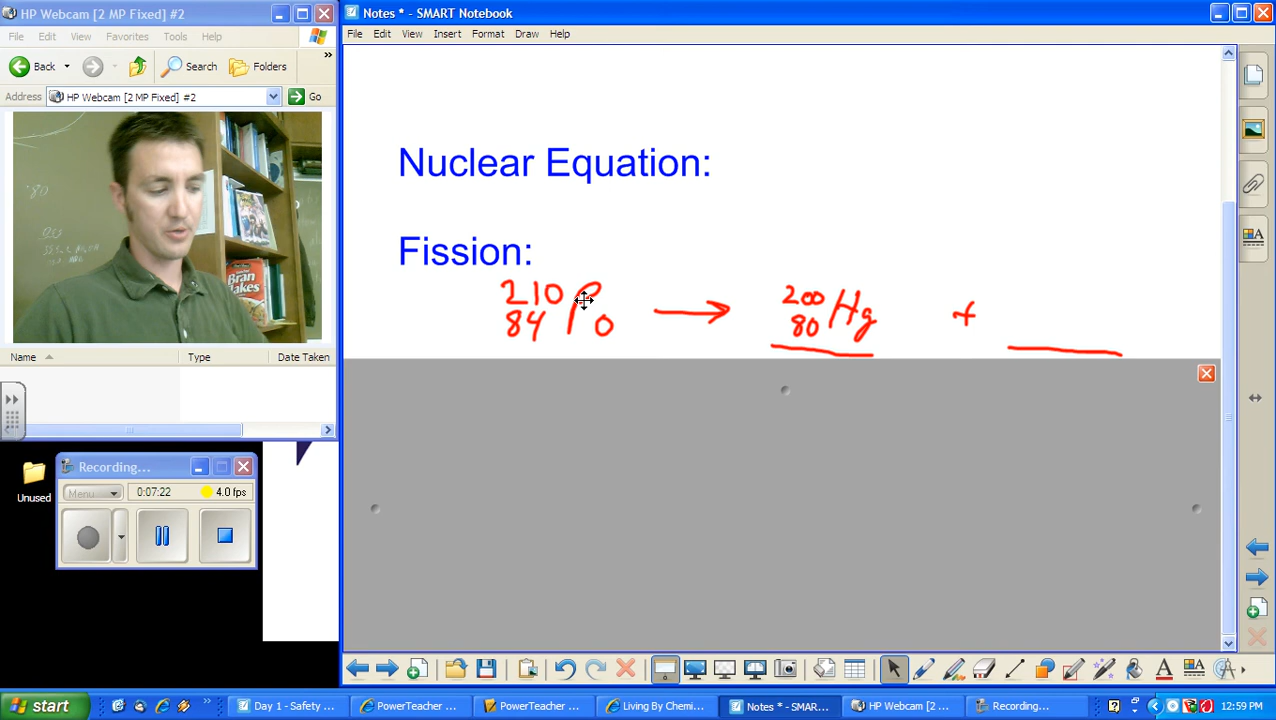 HP Webcam [2 MP Fixed] #2
File Edit View Favorites Tools Help »
Back Search Folders
Address HP Webcam [2 MP Fixed] #2 Go
Name Type Date Taken
Unused
Recording...
Menu 0:07:22 4.0 fps
Notes * - SMART Notebook
File Edit View Insert Format Draw Help
Nuclear Equation:
Fission:
210 84 Po → 200 80 Hg +
start » Day 1 - Safety ... PowerTeacher ... PowerTeacher ... Living By Chemi... Notes * - SMAR... HP Webcam [2 ... Recording... 12:59 PM